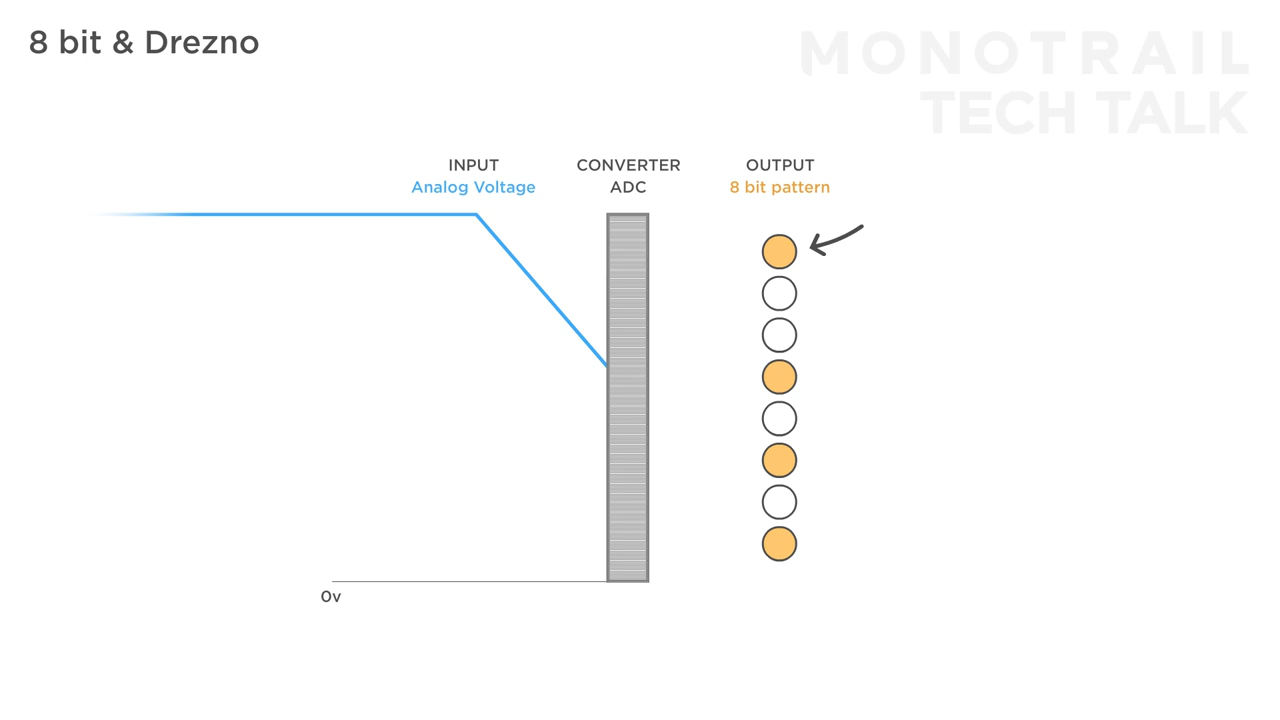 8 bit & Drezno
MONOTRAIL
TECH TALK
INPUT
Analog Voltage
CONVERTER
ADC
OUTPUT
8 bit pattern
0v